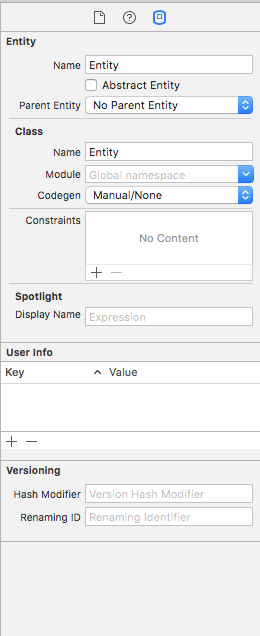 Entity
Name Entity
Abstract Entity
Parent Entity No Parent Entity
Class
Name Entity
Module Global namespace
Codegen Manual/None
Constraints
No Content
Spotlight
Display Name Expression
User Info
Key Value
Versioning
Hash Modifier Version Hash Modifier
Renaming ID Renaming Identifier